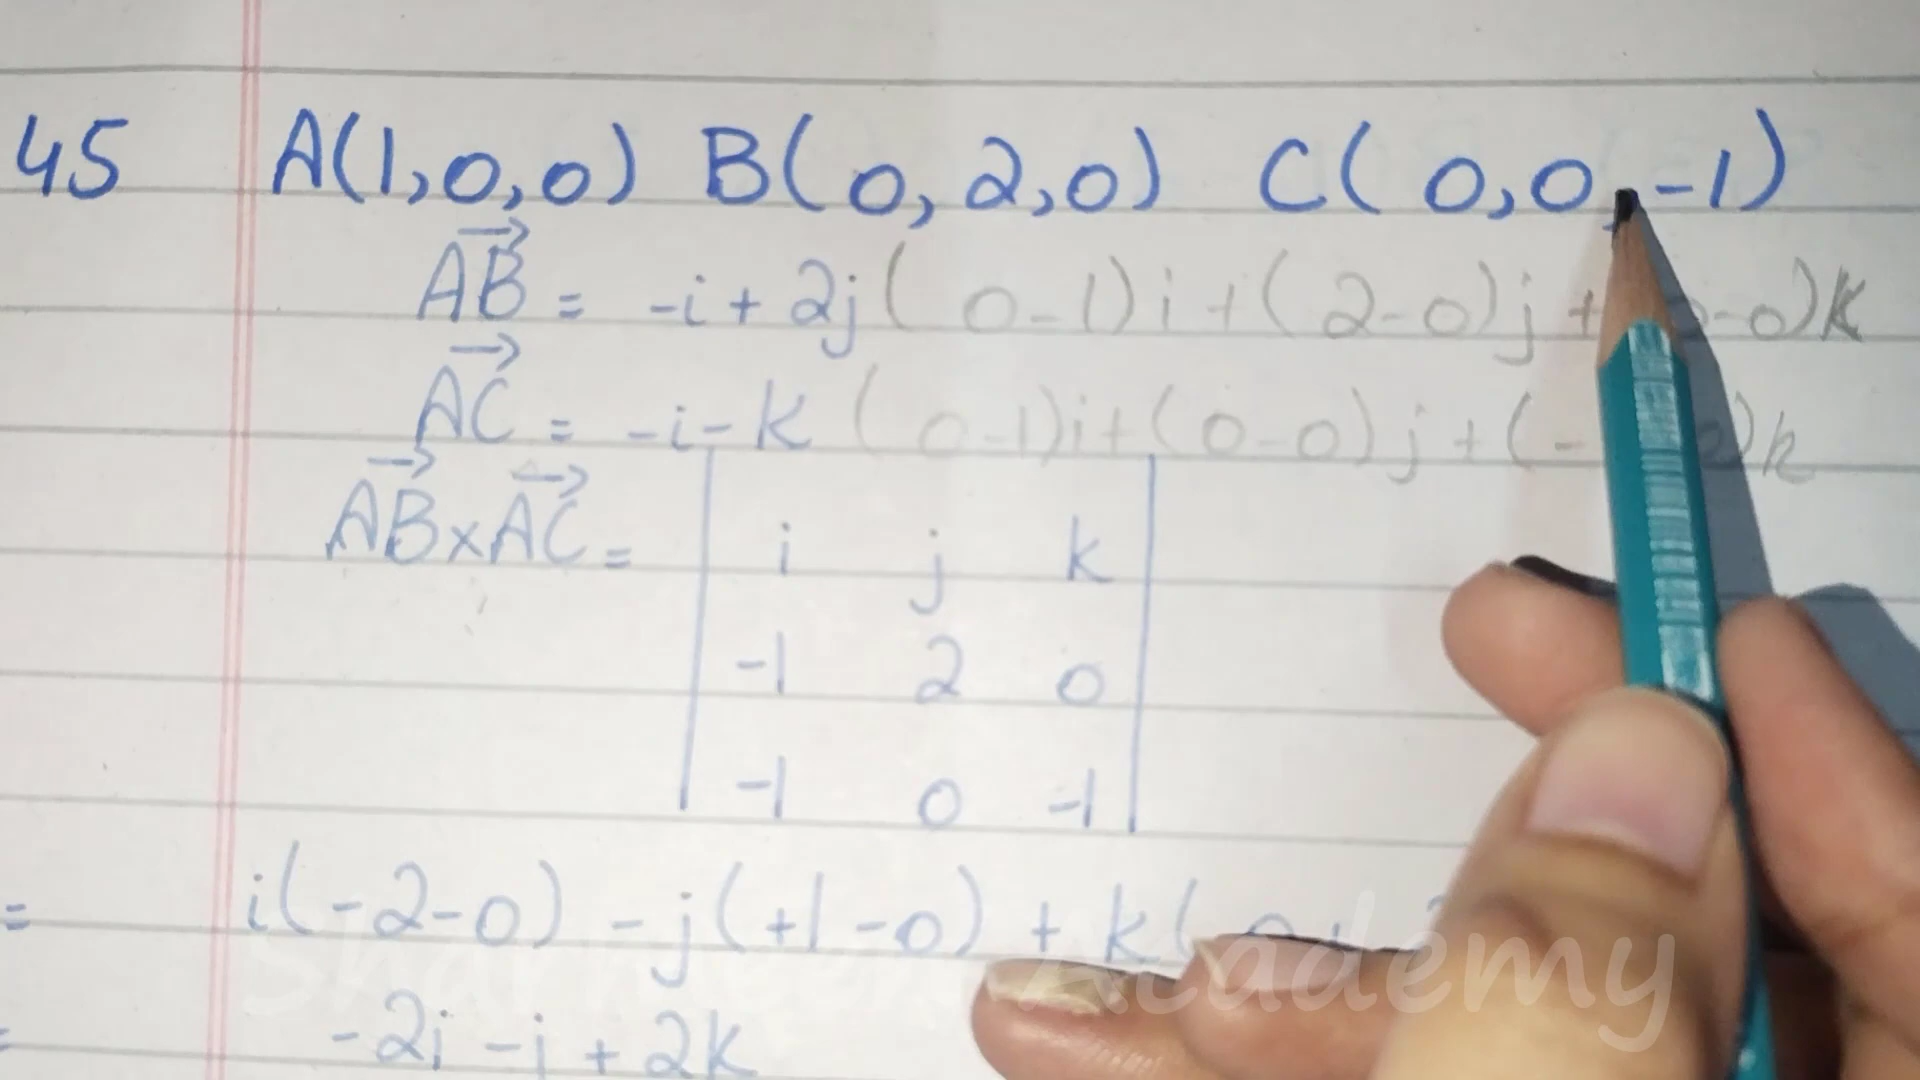 45 A(1,0,0) B(0,2,0) C(0,0,-1)
AB = -i+2j (0-1)i+(2-0)j+ -0)k
AC = -i-k (0-1)i+(0-0)j+(- )k
AB×AC =
i j k
-1 2 0
-1 0 -1
= i(-2-0) -j(+1-0) + k(0+
= -2i -j +2k
Sharmeen Academy